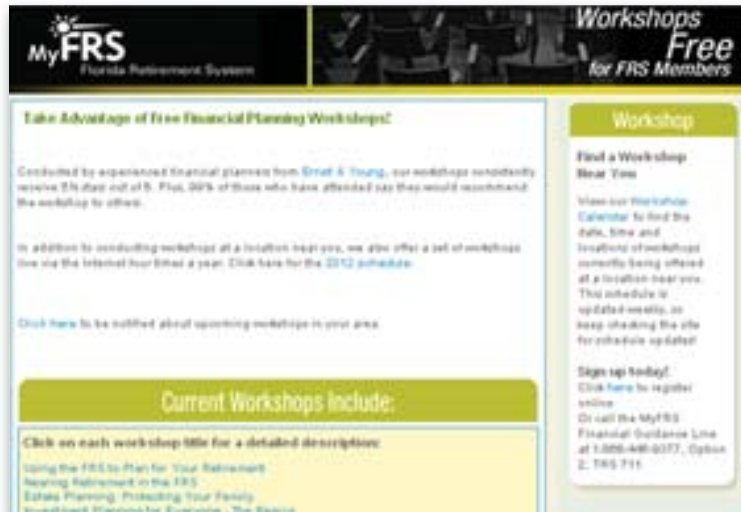 MyFRS
Florida Retirement System
Workshops
Free
for FRS Members
Take Advantage of Free Financial Planning Workshops!
Conducted by experienced financial planners from Ernst & Young, our workshops consistently
receive stars out of 5. Plus, 99% of those who have attended say they would recommend
the workshop to others.
In addition to conducting workshops at a location near you, we also offer a set of workshops
live via the Internet four times a year. Click here for the 2012 schedule.
Click here to be notified about upcoming workshops in your area.
Current Workshops Include:
Click on each workshop title for a detailed description:
Using the FRS to Plan for Your Retirement
Nearing Retirement in the FRS
Estate Planning: Protecting Your Family
Investment Planning for Everyone - The Basics
Workshop
Find a Workshop
Near You
View our Workshop
Calendar to find the
date, time and
locations of workshops
currently being offered
at a location near you.
This schedule is
updated weekly, so
keep checking the site
for schedule updates!
Sign up today!
Click here to register
online
Or call the MyFRS
Financial Guidance Line
at Option
2, TRS 711